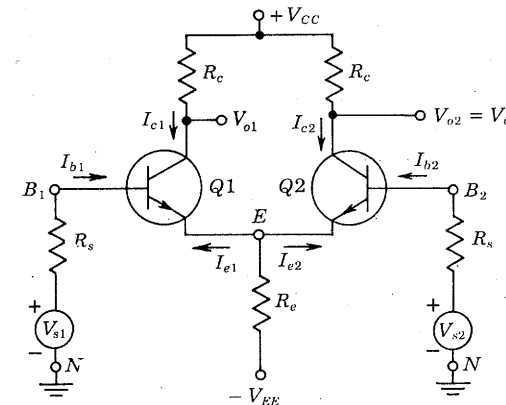 + V_CC
R_c
R_c
I_c1
V_o1
I_c2
V_o2 = V_o
I_b1
Q1
Q2
I_b2
B_1
E
B_2
R_s
I_e1
I_e2
R_s
R_e
+
V_s1
−
+
V_s2
−
N
N
− V_EE